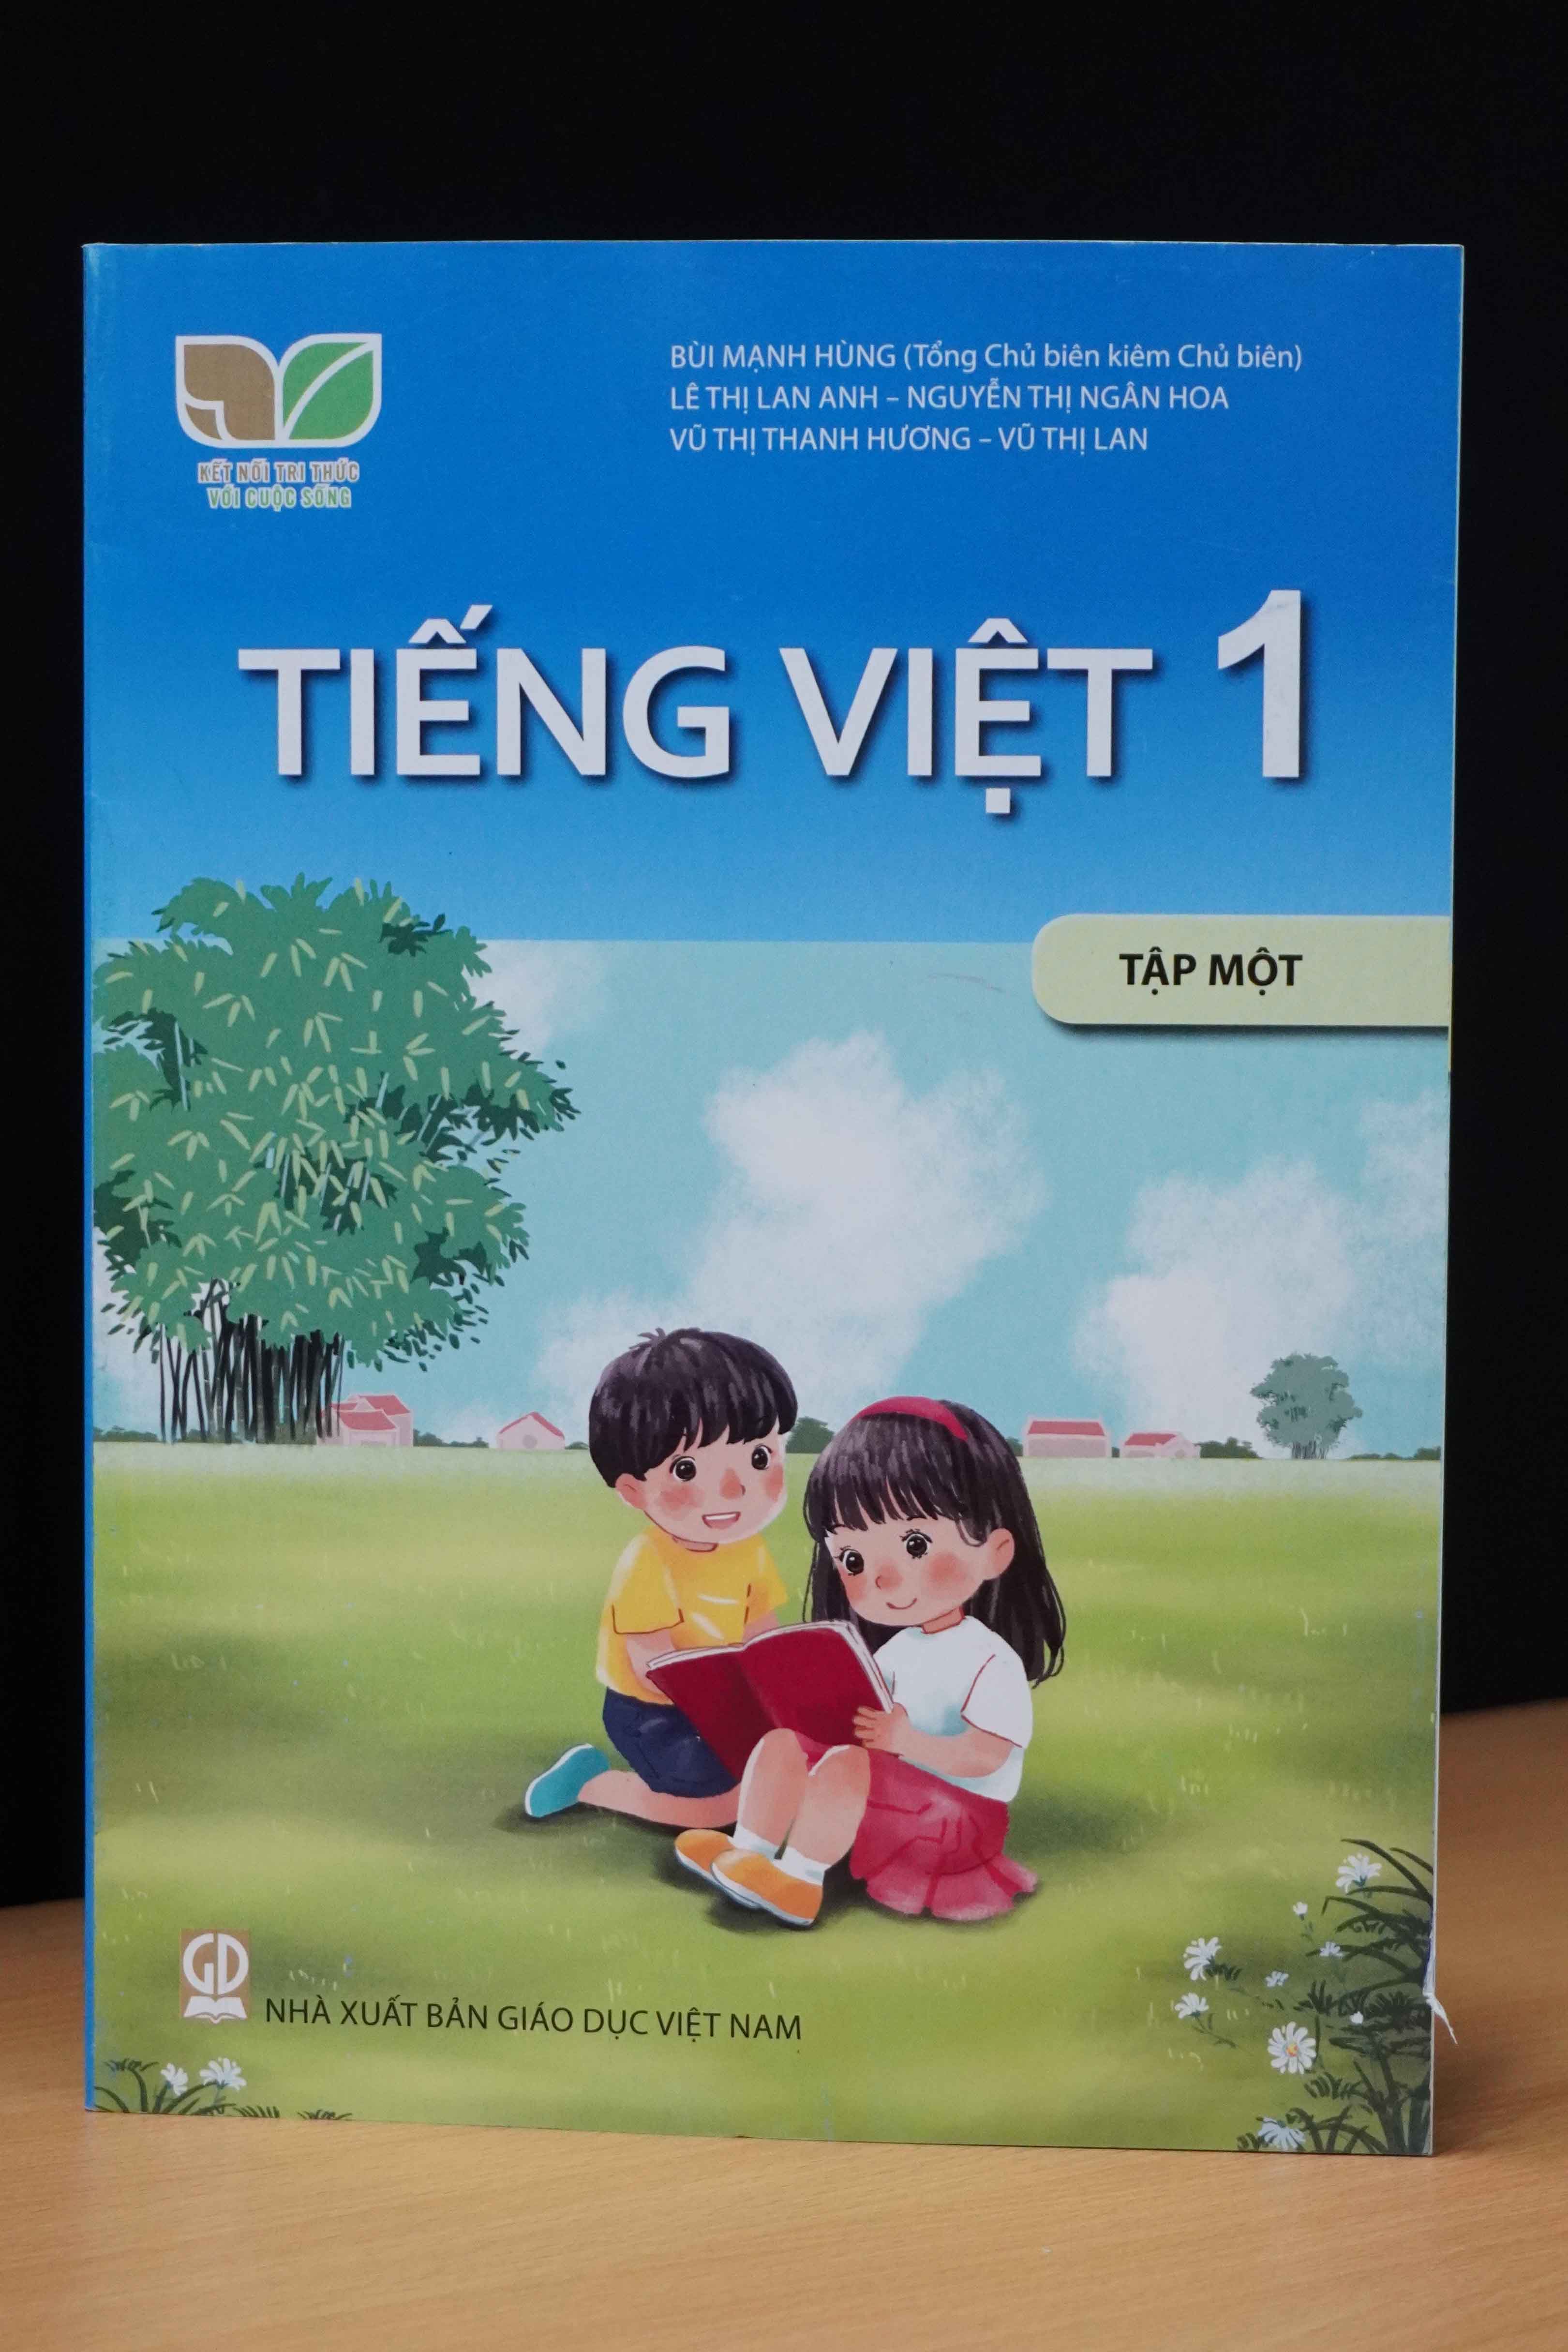 KẾT NỐI TRI THỨC
VỚI CUỘC SỐNG
BÙI MẠNH HÙNG (Tổng Chủ biên kiêm Chủ biên)
LÊ THỊ LAN ANH – NGUYỄN THỊ NGÂN HOA
VŨ THỊ THANH HƯƠNG – VŨ THỊ LAN
TIẾNG VIỆT 1
TẬP MỘT
GD
NHÀ XUẤT BẢN GIÁO DỤC VIỆT NAM